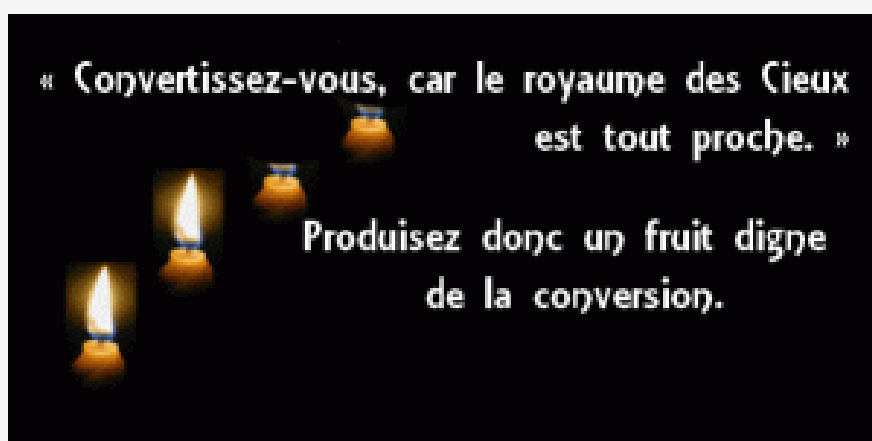 « Convertissez-vous, car le royaume des Cieux
est tout proche. »
Produisez donc un fruit digne
de la conversion.